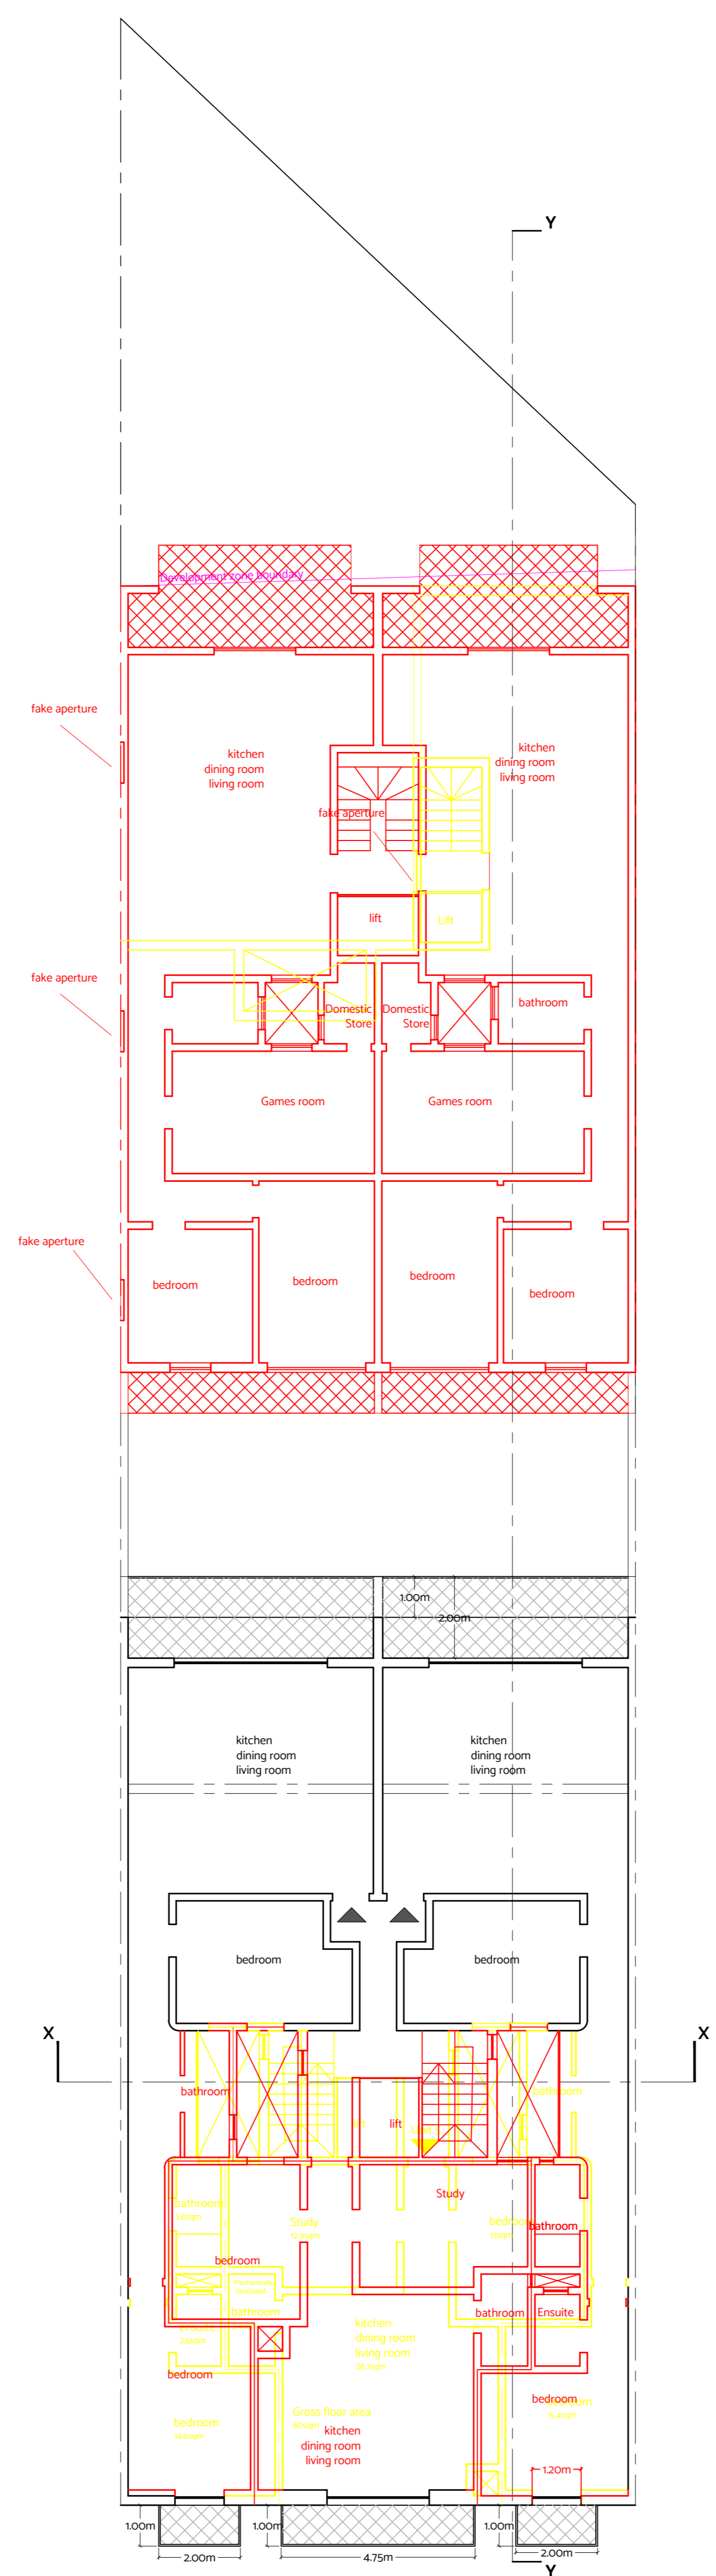 Y
Development zone boundary
fake aperture
kitchen
dining room
living room
kitchen
dining room
living room
fake aperture
lift
Lift
fake aperture
Domestic
Store
Domestic
Store
bathroom
Games room
Games room
fake aperture
bedroom
bedroom
bedroom
bedroom
1.00m
2.00m
kitchen
dining room
living room
kitchen
dining room
living room
bedroom
bedroom
X
X
bathroom
lift
bathroom
Study
bathroom
Study
bedroom
bathroom
bedroom
bathroom
bathroom
Ensuite
kitchen
dining room
living room
bedroom
bedroom
Gross floor area
bedroom
kitchen
dining room
living room
1.20m
1.00m
1.00m
1.00m
2.00m
4.75m
2.00m
Y